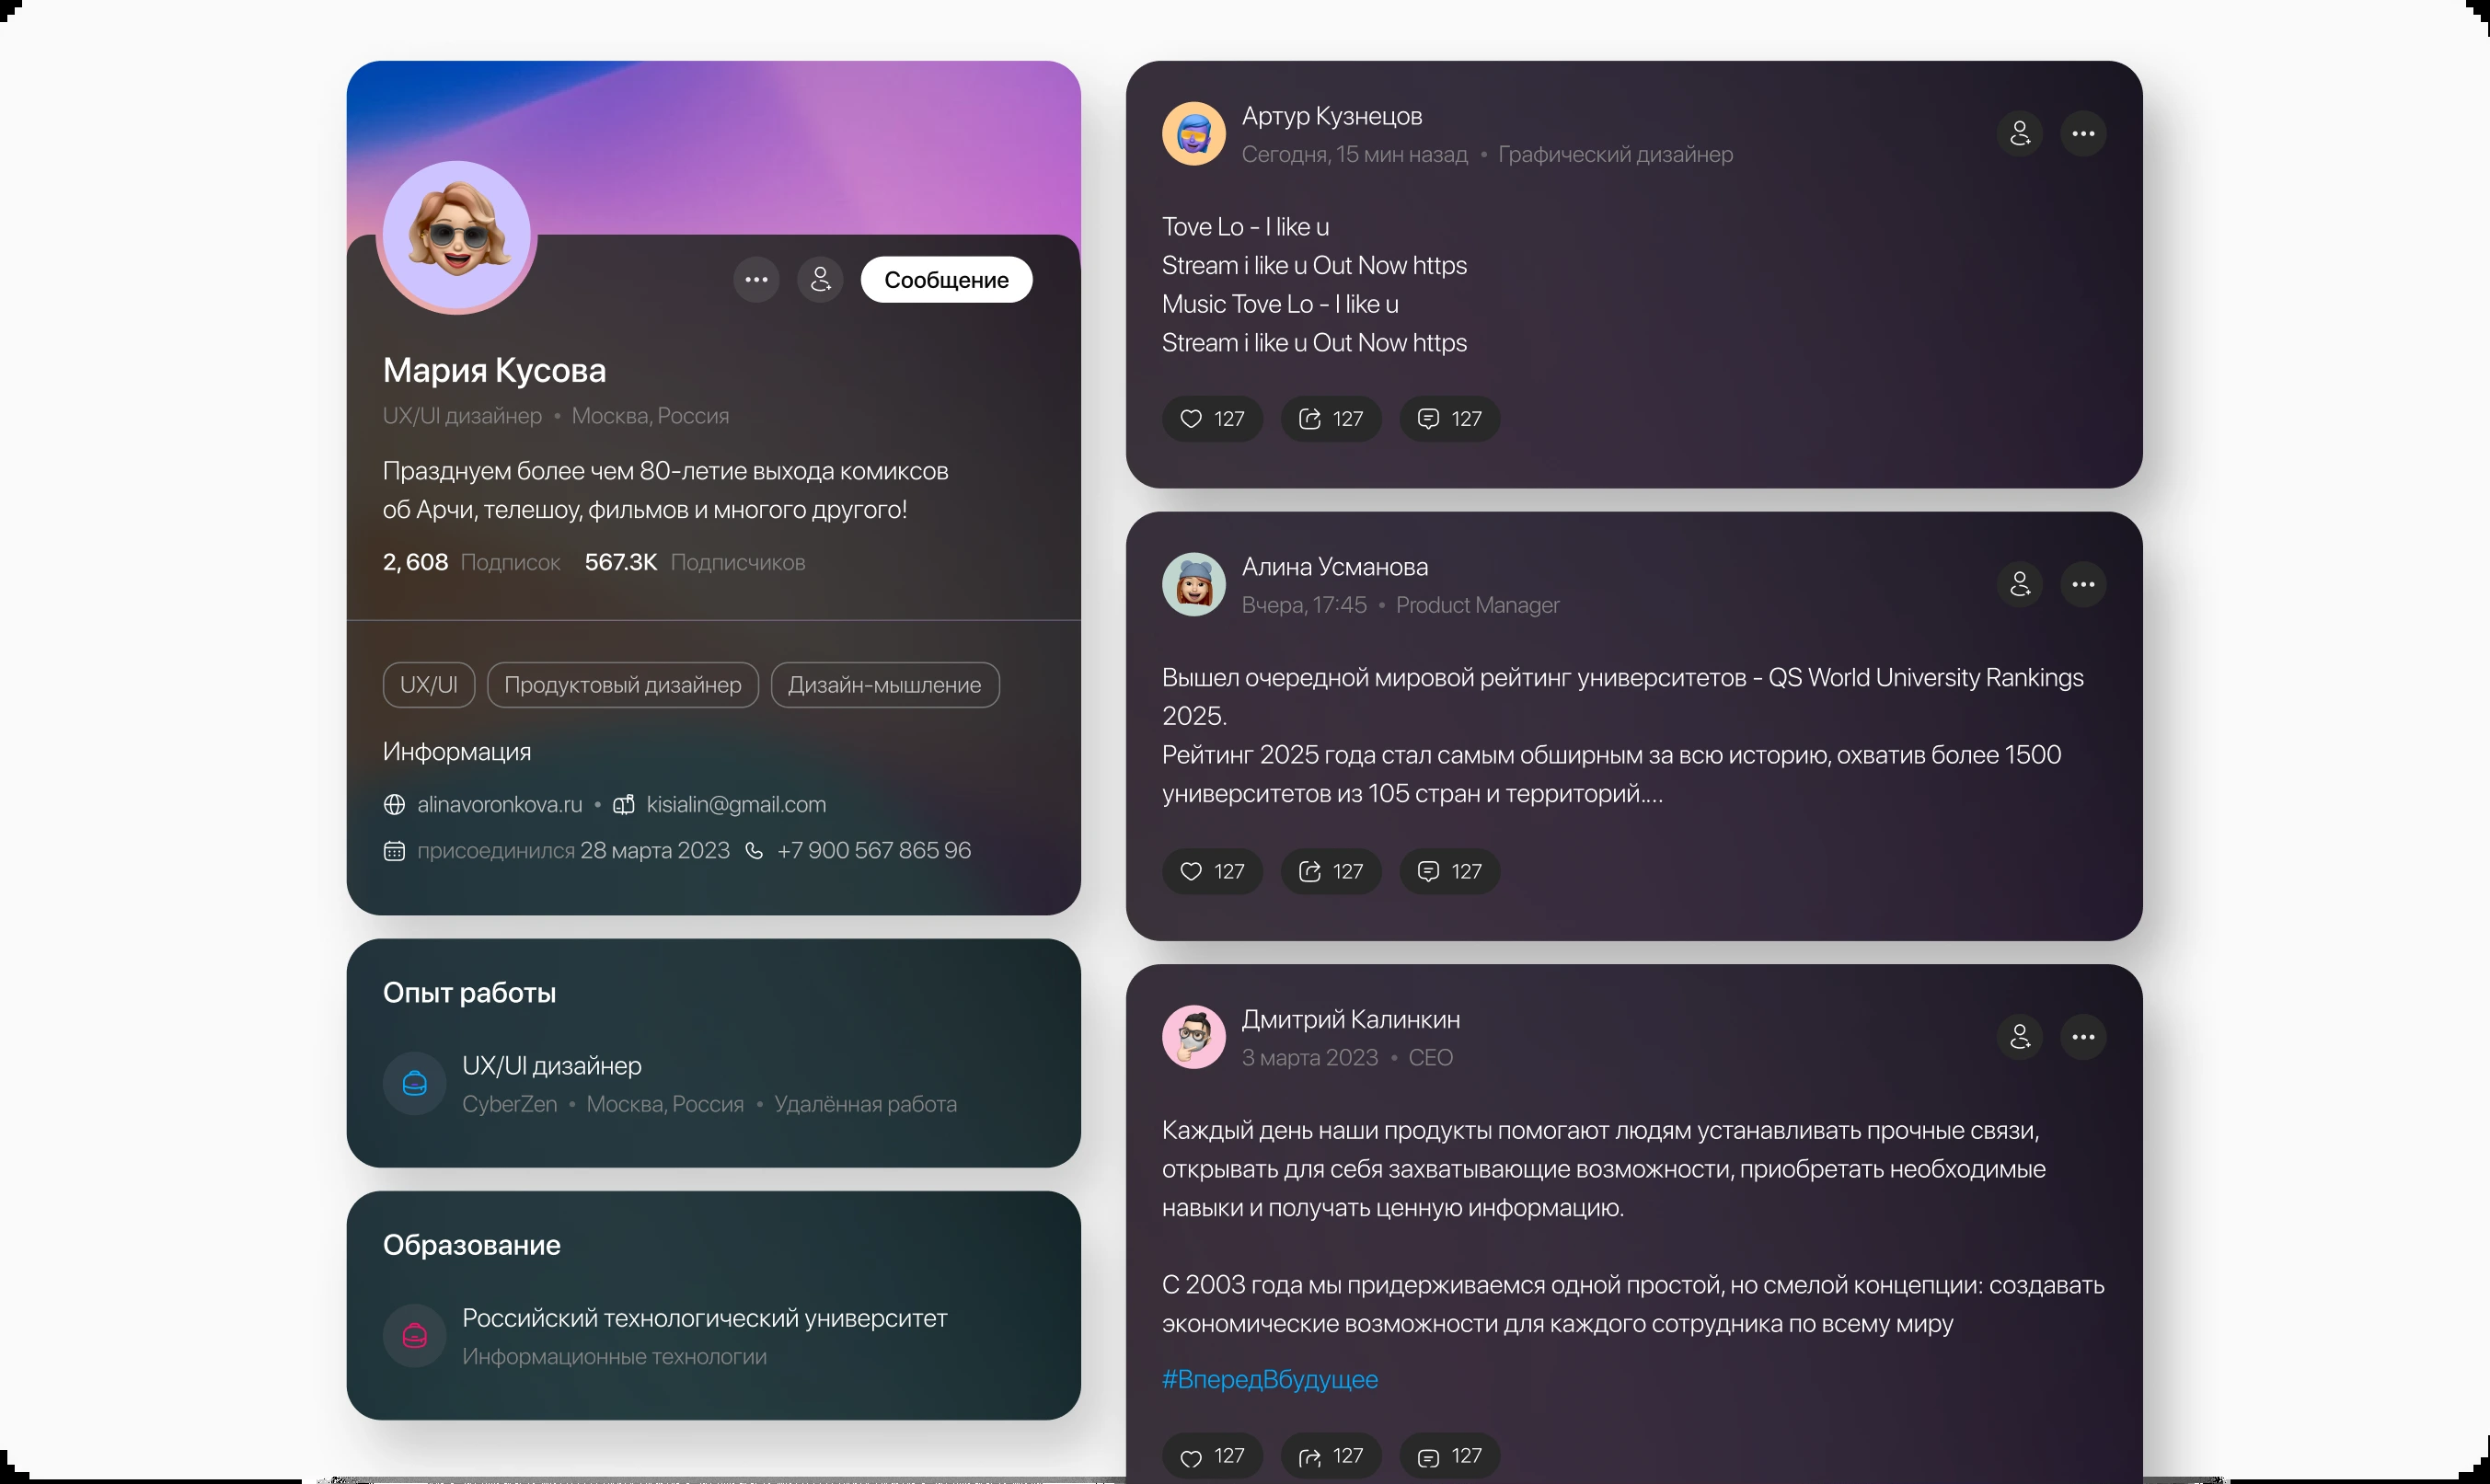 Сообщение
Мария Кусова
UX/UI дизайнер • Москва, Россия
Празднуем более чем 80-летие выхода комиксов
об Арчи, телешоу, фильмов и многого другого!
2, 608 Подписок 567.3K Подписчиков
UX/UI Продуктовый дизайнер Дизайн-мышление
Информация
alinavoronkova.ru • kisialin@gmail.com
присоединился 28 марта 2023 +7 900 567 865 96
Опыт работы
UX/UI дизайнер
CyberZen • Москва, Россия • Удалённая работа
Образование
Российский технологический университет
Информационные технологии
Артур Кузнецов
Сегодня, 15 мин назад • Графический дизайнер
Tove Lo - I like u
Stream i like u Out Now https
Music Tove Lo - I like u
Stream i like u Out Now https
127 127 127
Алина Усманова
Вчера, 17:45 • Product Manager
Вышел очередной мировой рейтинг университетов - QS World University Rankings
2025.
Рейтинг 2025 года стал самым обширным за всю историю, охватив более 1500
университетов из 105 стран и территорий....
127 127 127
Дмитрий Калинкин
3 марта 2023 • CEO
Каждый день наши продукты помогают людям устанавливать прочные связи,
открывать для себя захватывающие возможности, приобретать необходимые
навыки и получать ценную информацию.
С 2003 года мы придерживаемся одной простой, но смелой концепции: создавать
экономические возможности для каждого сотрудника по всему миру
#ВпередВбудущее
127 127 127